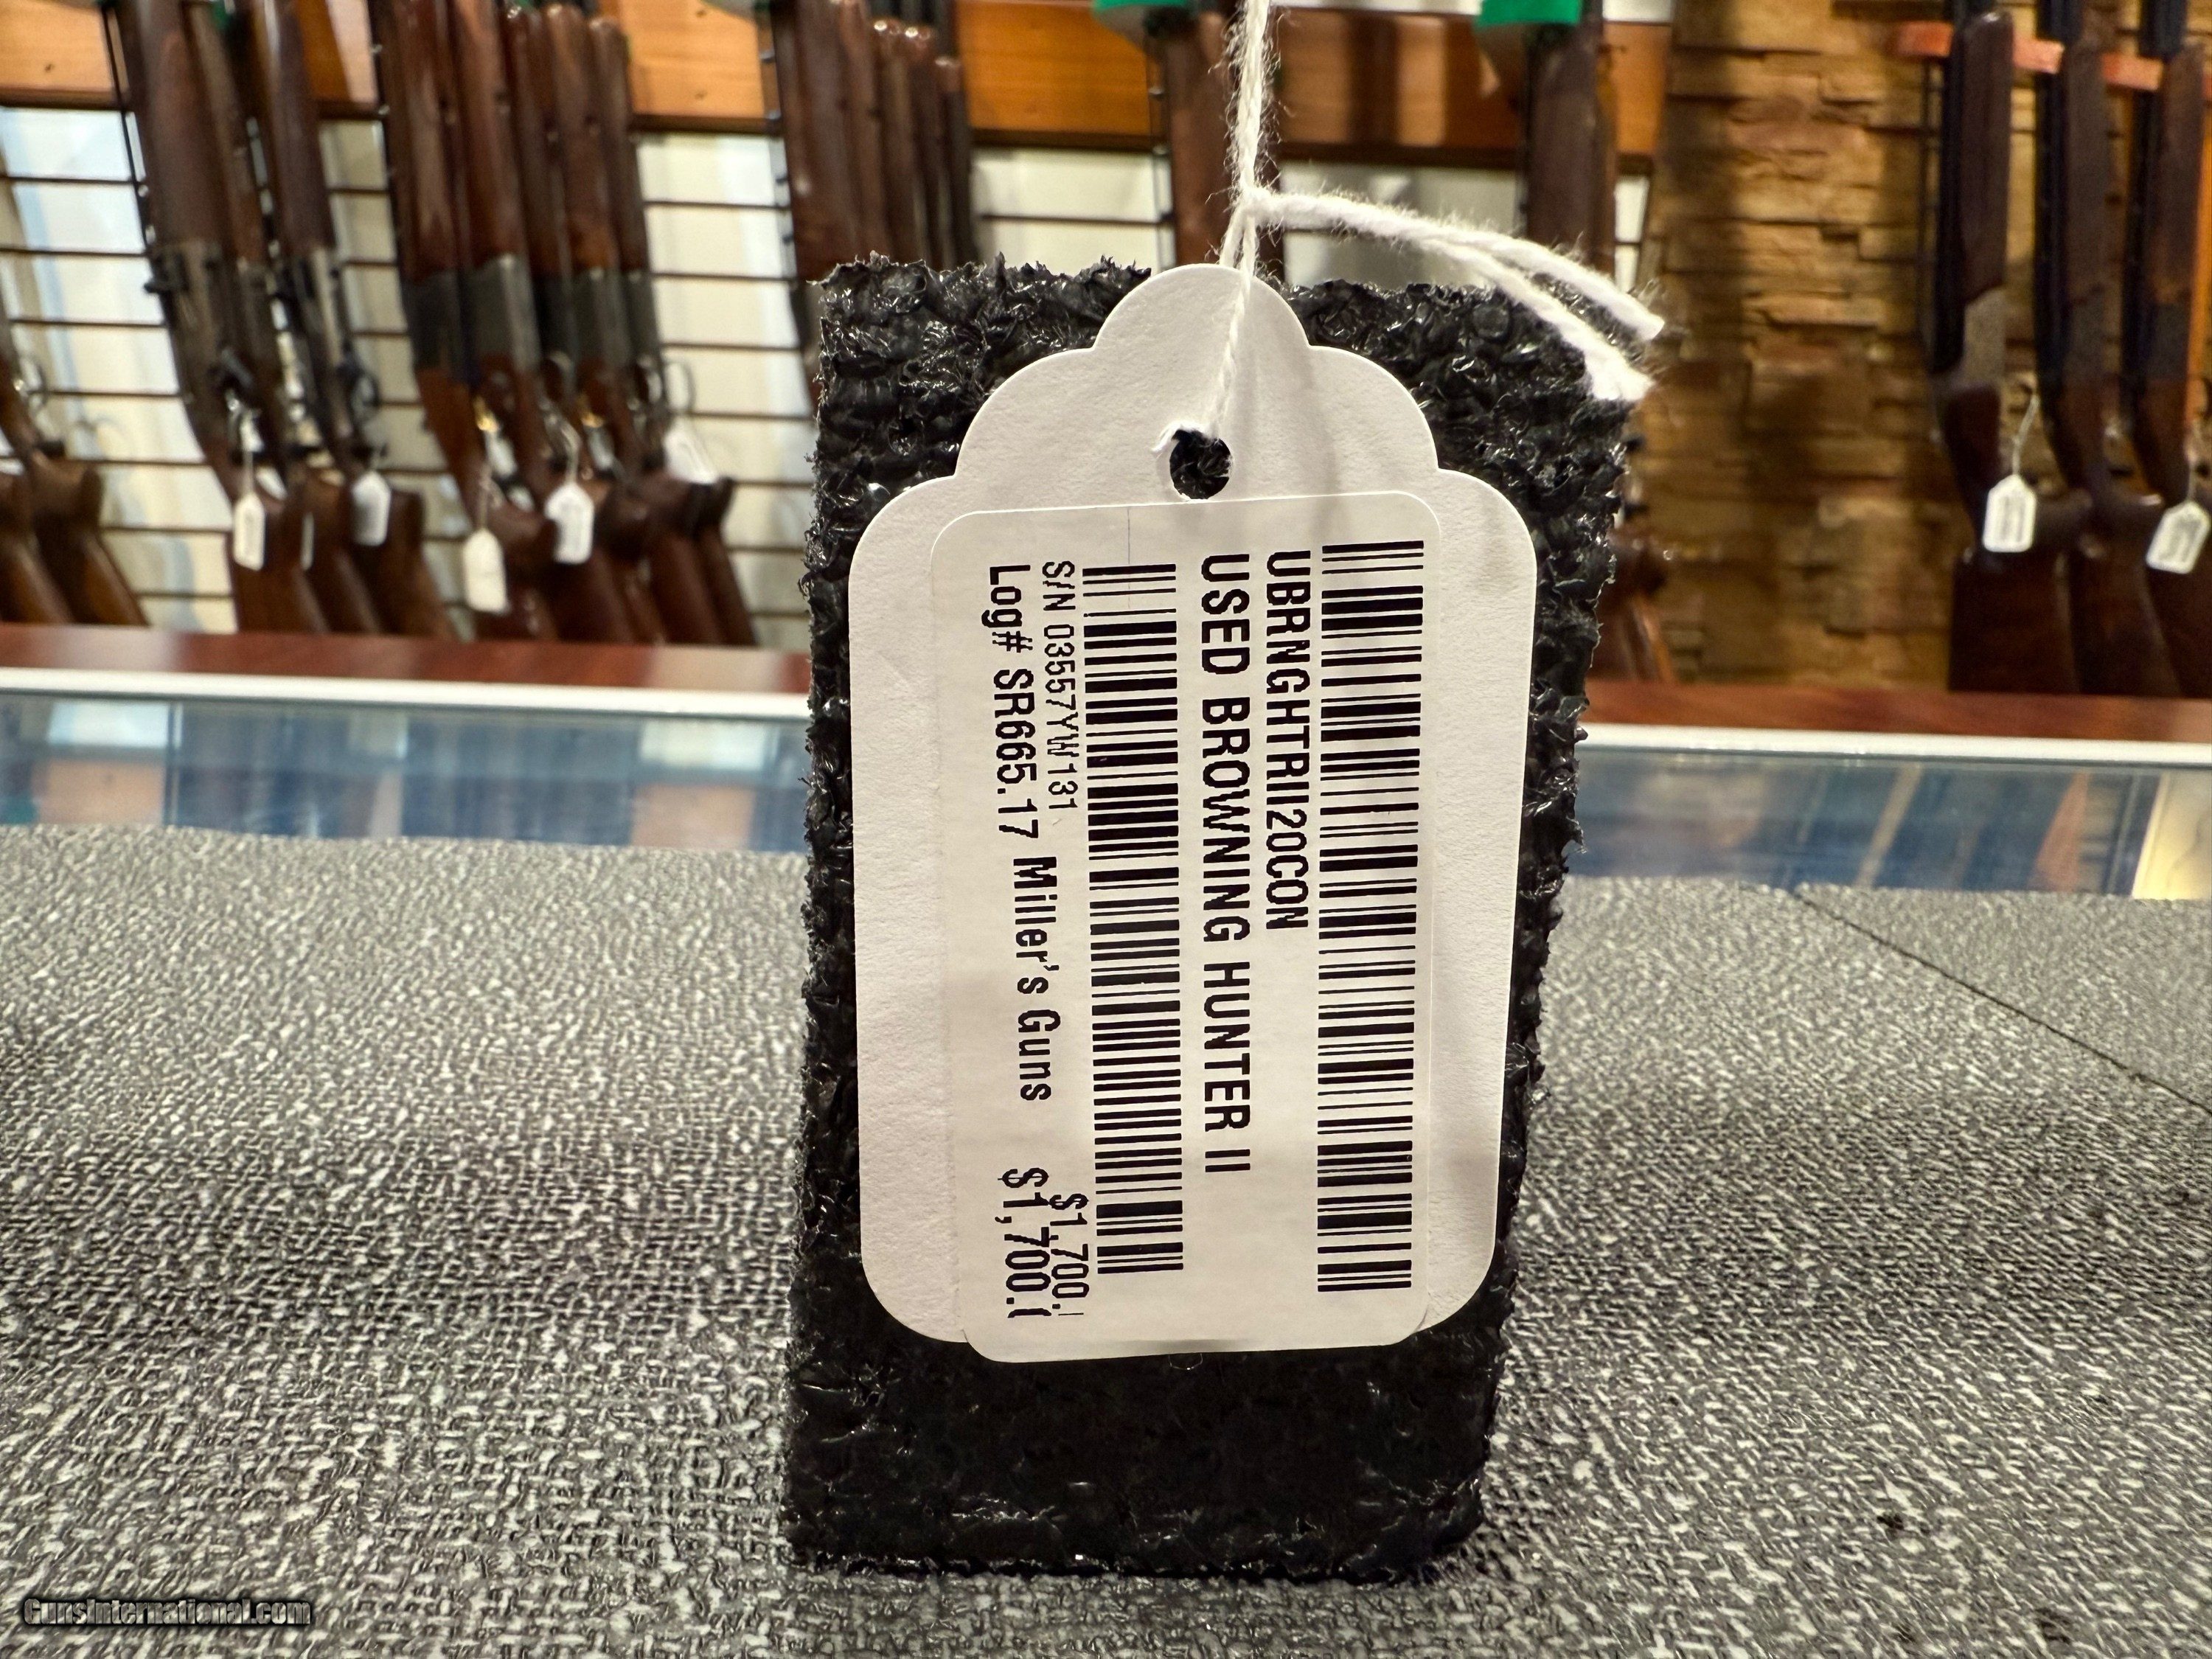 UBRNGHTRII20CON
USED BROWNING HUNTER II
S/N 03557YW131 $1,700.
Log# SR665.17 Miller's Guns $1,700.
GunsInternational.com